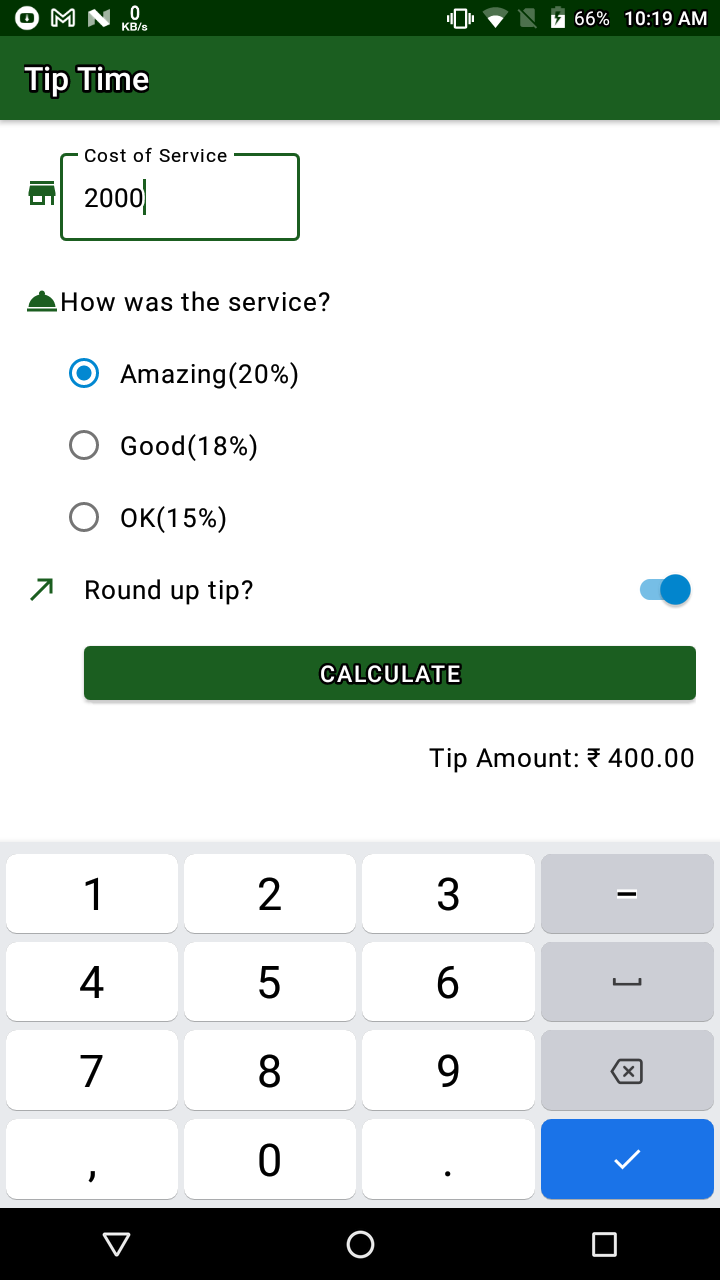 0 KB/s 66% 10:19 AM
Tip Time
Cost of Service
2000
How was the service?
Amazing(20%)
Good(18%)
OK(15%)
Round up tip?
CALCULATE
Tip Amount: ₹ 400.00
1 2 3 –
4 5 6
7 8 9
, 0 .